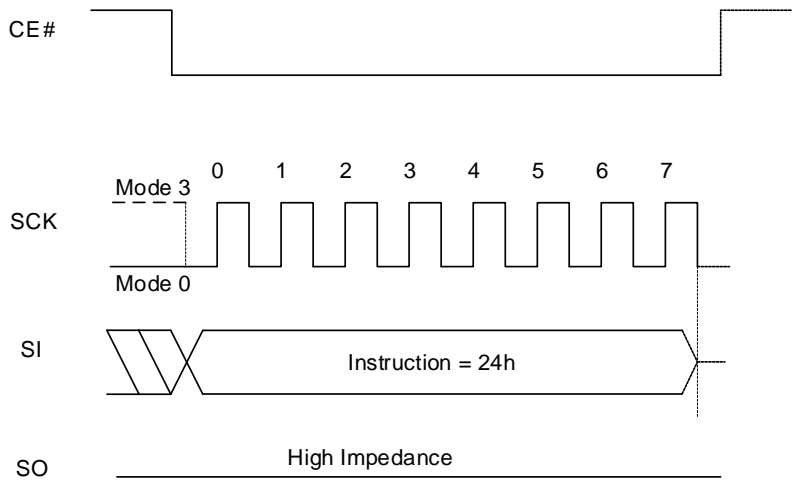 CE#
0 1 2 3 4 5 6 7
Mode 3
SCK
Mode 0
SI
Instruction = 24h
High Impedance
SO